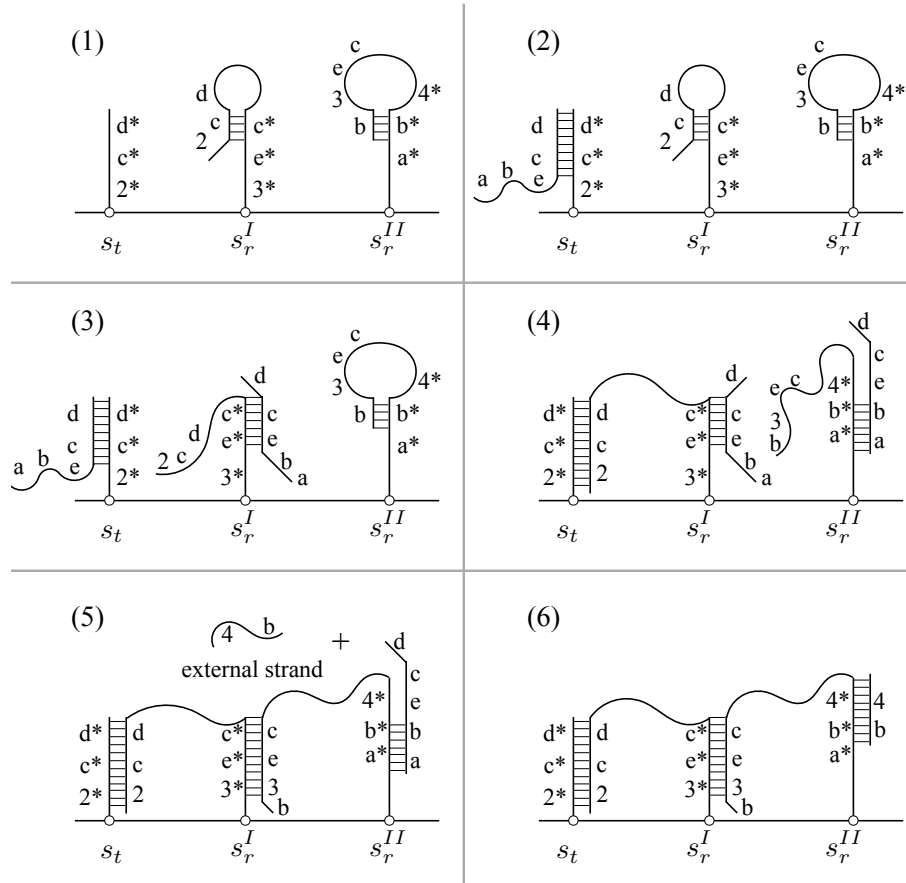 (1)
c
e
d
3
4*
d*
c
c*
b
b*
c*
2
e*
a*
2*
3*
s_t
s_r^I
s_r^II
(2)
c
e
d
3
4*
d
d*
c
c*
b
b*
c
c*
2
e*
a*
a
b
e
2*
3*
s_t
s_r^I
s_r^II
(3)
c
e
d
3
4*
d
d*
d
c*
c
b
b*
c
c*
e*
e
a*
a
b
e
2
c
b
2*
3*
a
s_t
s_r^I
s_r^II
(4)
d
c
e
c
4*
e
d
d*
d
c*
c
3
b*
b
c*
c
e*
e
b
a*
a
2*
2
3*
b
a
s_t
s_r^I
s_r^II
(5)
4
b
+
d
external strand
c
4*
e
d*
d
c*
c
b*
b
c*
c
e*
e
a*
a
2*
2
3*
3
b
s_t
s_r^I
s_r^II
(6)
4*
4
d*
d
c*
c
b*
b
c*
c
e*
e
a*
2*
2
3*
3
b
s_t
s_r^I
s_r^II